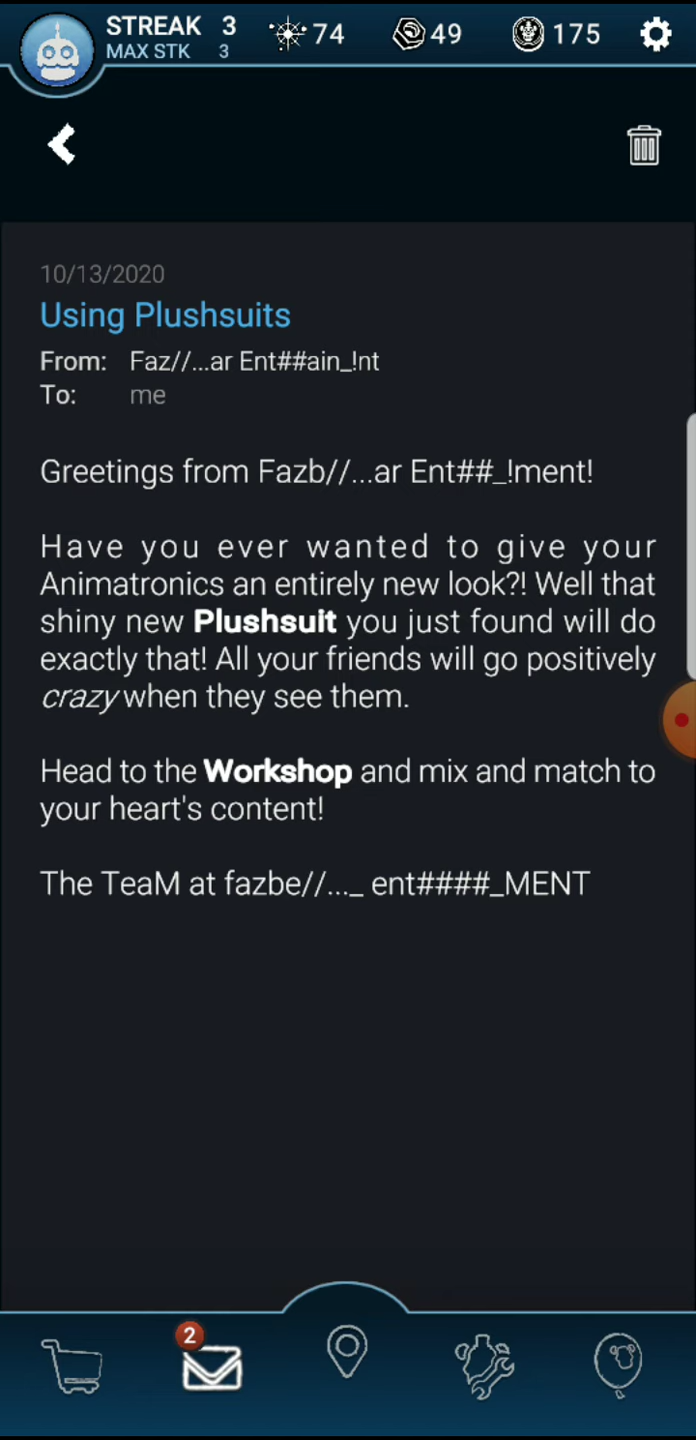 STREAK 3 74 49 175
MAX STK 3
10/13/2020
Using Plushsuits
From: Faz//...ar Ent##ain_!nt
To: me
Greetings from Fazb//...ar Ent##_!ment!
Have you ever wanted to give your
Animatronics an entirely new look?! Well that
shiny new Plushsuit you just found will do
exactly that! All your friends will go positively
crazy when they see them.
Head to the Workshop and mix and match to
your heart's content!
The TeaM at fazbe//..._ ent####_MENT
2